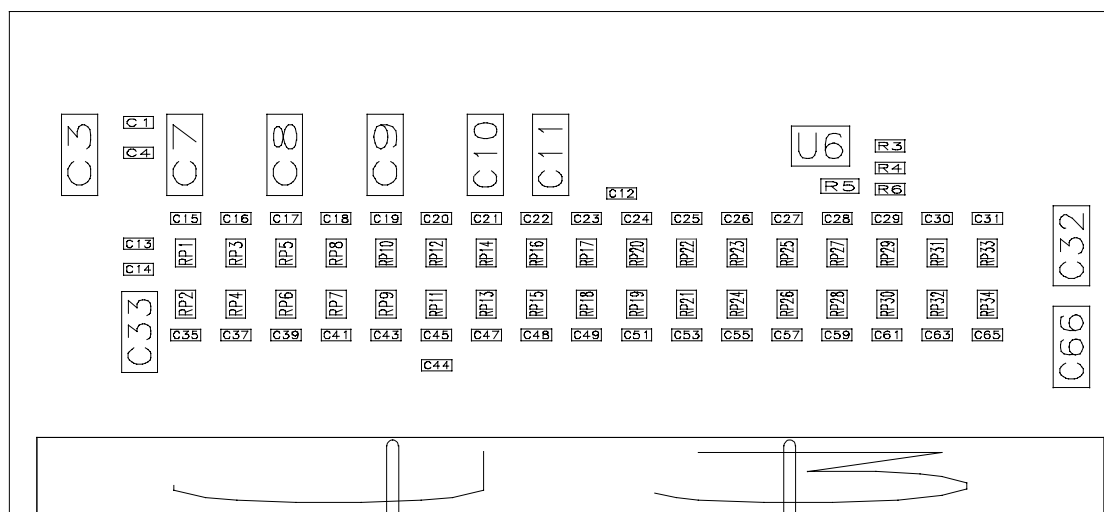 C3 C1 C7 C8 C9 C10 C11 U6 R3
C4 R4
R5 R6
C12
C15 C16 C17 C18 C19 C20 C21 C22 C23 C24 C25 C26 C27 C28 C29 C30 C31
C13 RP1 RP3 RP5 RP8 RP10 RP12 RP14 RP16 RP17 RP20 RP22 RP23 RP25 RP27 RP29 RP31 RP33 C32
C14
C33 RP2 RP4 RP6 RP7 RP9 RP11 RP13 RP15 RP18 RP19 RP21 RP24 RP26 RP28 RP30 RP32 RP34
C35 C37 C39 C41 C43 C45 C47 C48 C49 C51 C53 C55 C57 C59 C61 C63 C65 C66
C44
J3